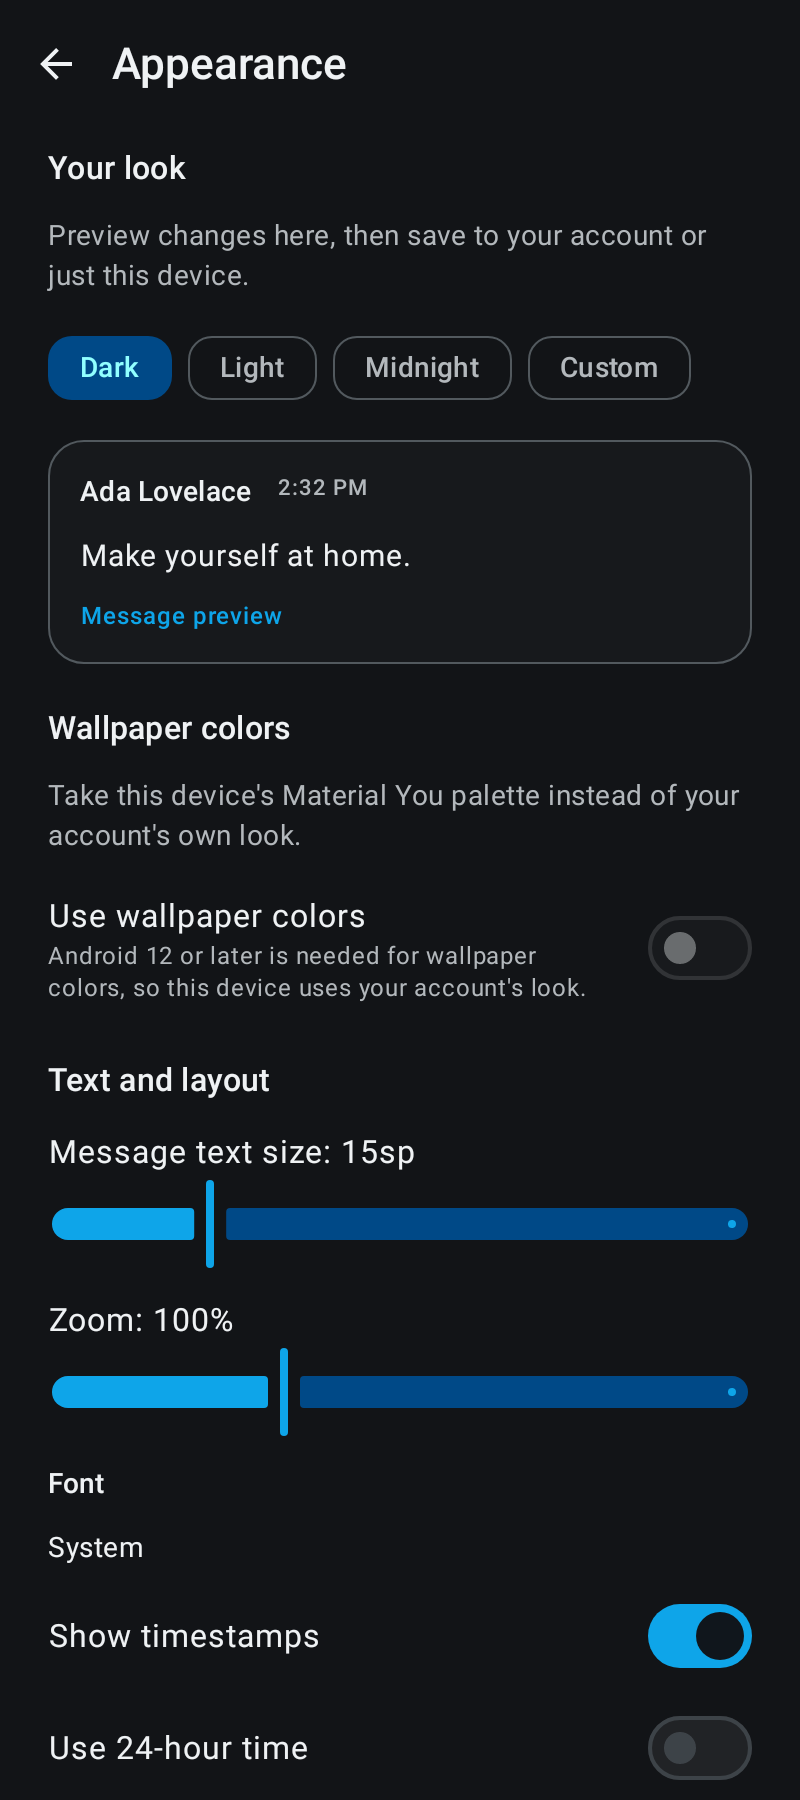 Appearance
Your look
Preview changes here, then save to your account or
just this device.
Dark Light Midnight Custom
Ada Lovelace 2:32 PM
Make yourself at home.
Message preview
Wallpaper colors
Take this device's Material You palette instead of your
account's own look.
Use wallpaper colors
Android 12 or later is needed for wallpaper
colors, so this device uses your account's look.
Text and layout
Message text size: 15sp
Zoom: 100%
Font
System
Show timestamps
Use 24-hour time